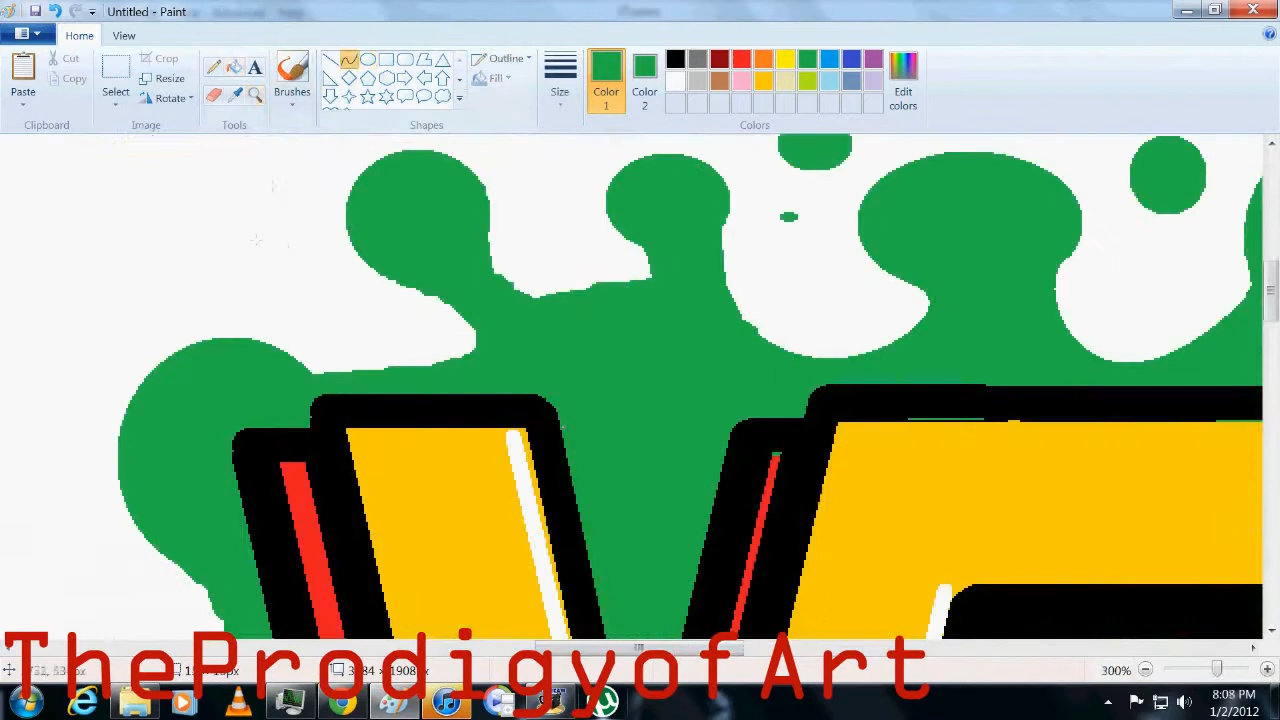 Untitled - Paint
Home View
Paste
Cut
Copy
Clipboard
Select
Crop
Resize
Rotate
Image
Tools
Brushes
Shapes
Outline
Fill
Size
Color 1
Color 2
Edit colors
Colors
300%
TheProdigyofArt
8:08 PM
1/2/2012